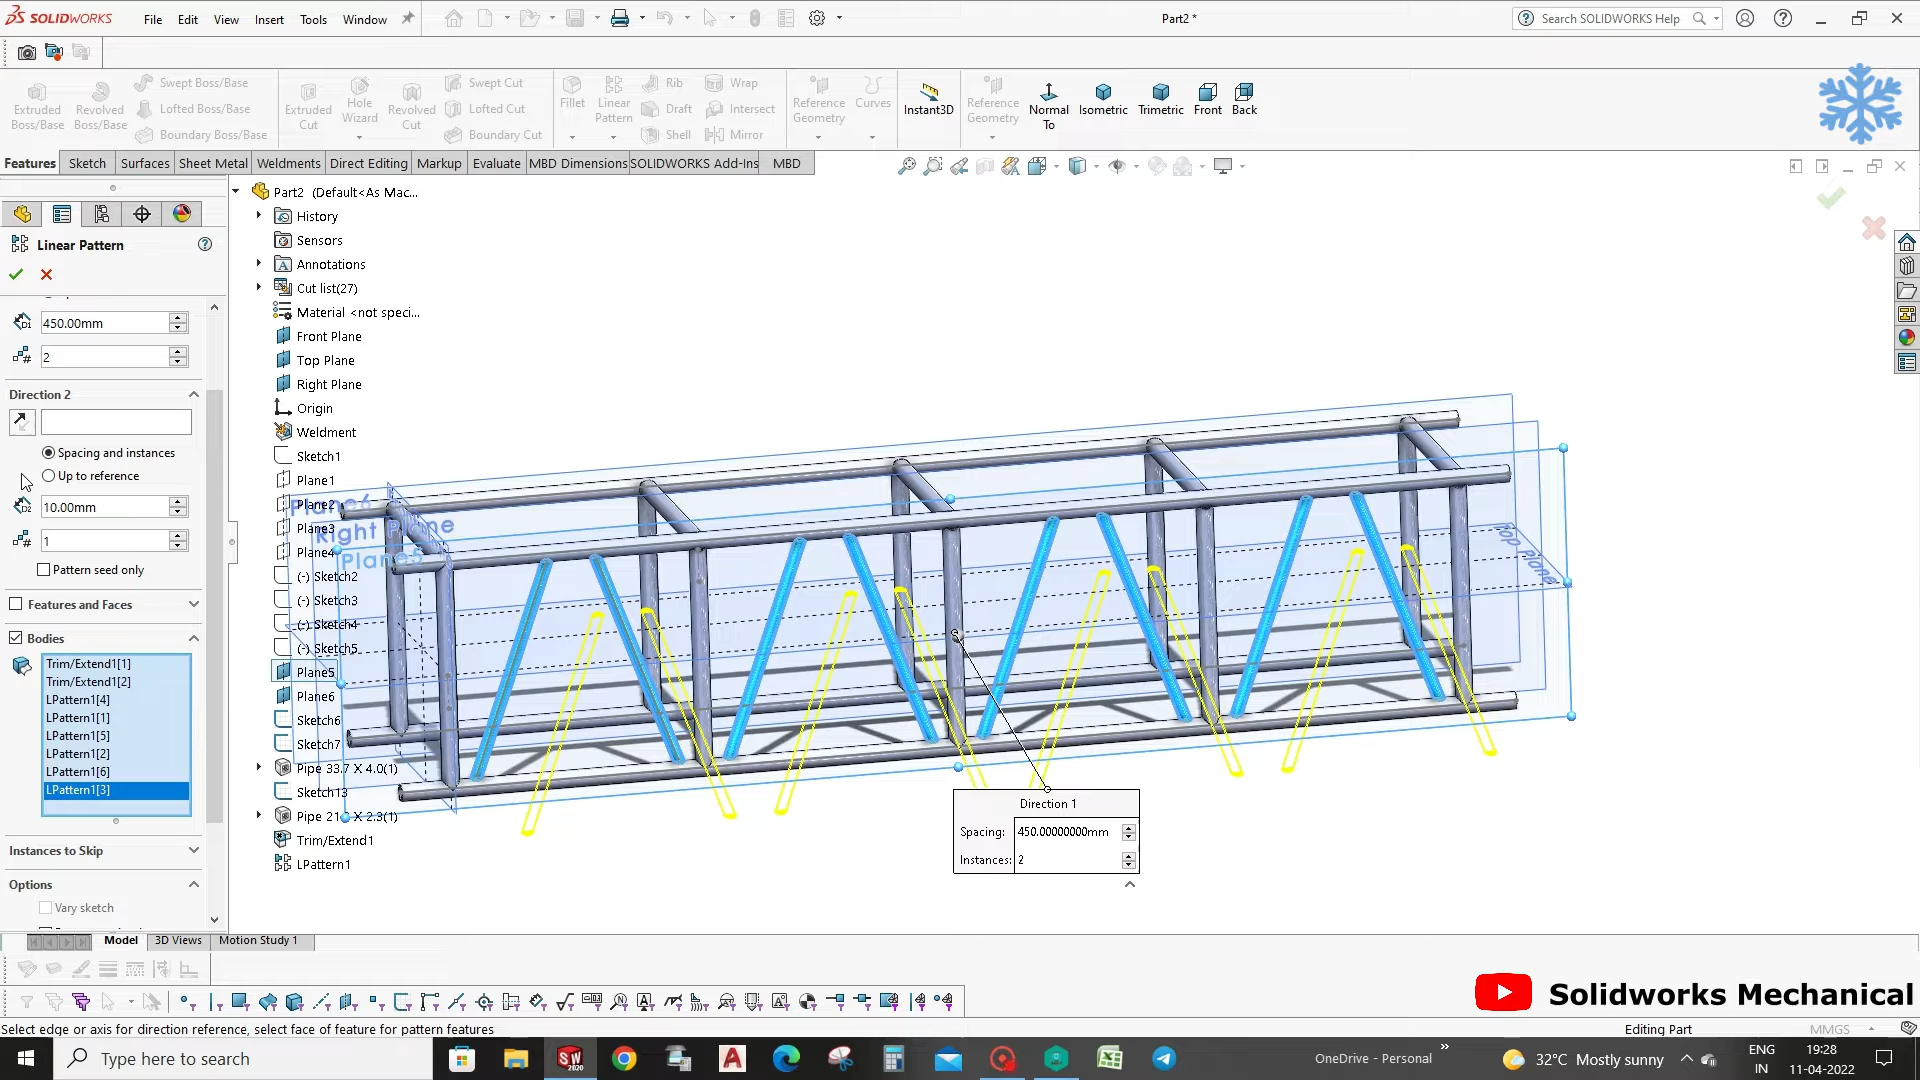 SOLIDWORKS
File
Edit
View
Insert
Tools
Window
Part2 *
Search SOLIDWORKS Help
Extruded
Boss/Base
Revolved
Boss/Base
Swept Boss/Base
Lofted Boss/Base
Boundary Boss/Base
Extruded
Cut
Hole
Wizard
Revolved
Cut
Swept Cut
Lofted Cut
Boundary Cut
Fillet
Linear
Pattern
Rib
Draft
Shell
Wrap
Intersect
Mirror
Reference
Geometry
Curves
Instant3D
Reference
Geometry
Normal
To
Isometric
Trimetric
Front
Back
Features
Sketch
Surfaces
Sheet Metal
Weldments
Direct Editing
Markup
Evaluate
MBD Dimensions
SOLIDWORKS Add-Ins
MBD
Linear Pattern
450.00mm
2
Direction 2
Spacing and instances
Up to reference
10.00mm
1
Pattern seed only
Features and Faces
Bodies
Trim/Extend1[1]
Trim/Extend1[2]
LPattern1[4]
LPattern1[1]
LPattern1[5]
LPattern1[2]
LPattern1[6]
LPattern1[3]
Instances to Skip
Options
Vary sketch
Part2 (Default<As Mac...
History
Sensors
Annotations
Cut list(27)
Material <not speci...
Front Plane
Top Plane
Right Plane
Origin
Weldment
Sketch1
Plane1
Plane2
Plane3
Plane4
(-) Sketch2
(-) Sketch3
(-) Sketch4
(-) Sketch5
Plane5
Plane6
Sketch6
Sketch7
Pipe 33.7 X 4.0(1)
Sketch13
Pipe 21. X 2.3(1)
Trim/Extend1
LPattern1
Plane6
Right Plane
Plane5
Top Plane
Direction 1
Spacing: 450.00000000mm
Instances: 2
Model
3D Views
Motion Study 1
Solidworks Mechanical
Select edge or axis for direction reference, select face of feature for pattern features
Editing Part
MMGS
Type here to search
SW
2020
OneDrive - Personal
32°C Mostly sunny
ENG
IN
19:28
11-04-2022